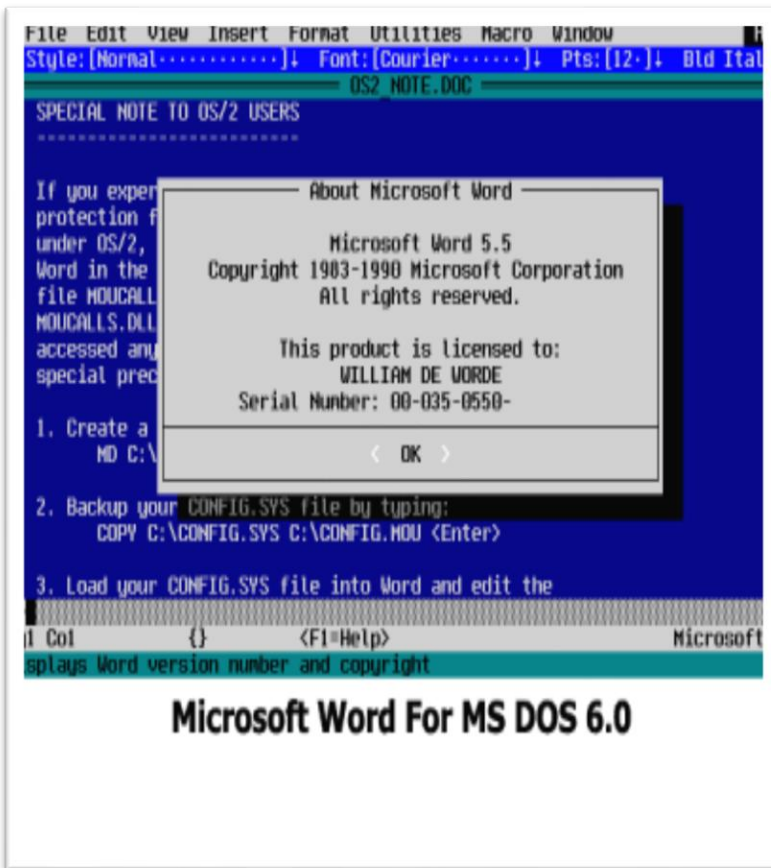 File Edit View Insert Format Utilities Macro Window
Style:[Normal············]↓ Font:[Courier·······]↓ Pts:[12·]↓ Bld Ital
OS2_NOTE.DOC
SPECIAL NOTE TO OS/2 USERS
--------------------------
If you exper
protection f
under OS/2,
Word in the
file MOUCALL
MOUCALLS.DLL
accessed any
special prec
About Microsoft Word
Microsoft Word 5.5
Copyright 1983-1990 Microsoft Corporation
All rights reserved.
This product is licensed to:
WILLIAM DE WORDE
Serial Number: 00-035-0550-
< OK >
1. Create a
MD C:\
2. Backup your CONFIG.SYS file by typing:
COPY C:\CONFIG.SYS C:\CONFIG.MOU <Enter>
3. Load your CONFIG.SYS file into Word and edit the
1 Co1 {} <F1=Help> Microsoft
splays Word version number and copyright
Microsoft Word For MS DOS 6.0